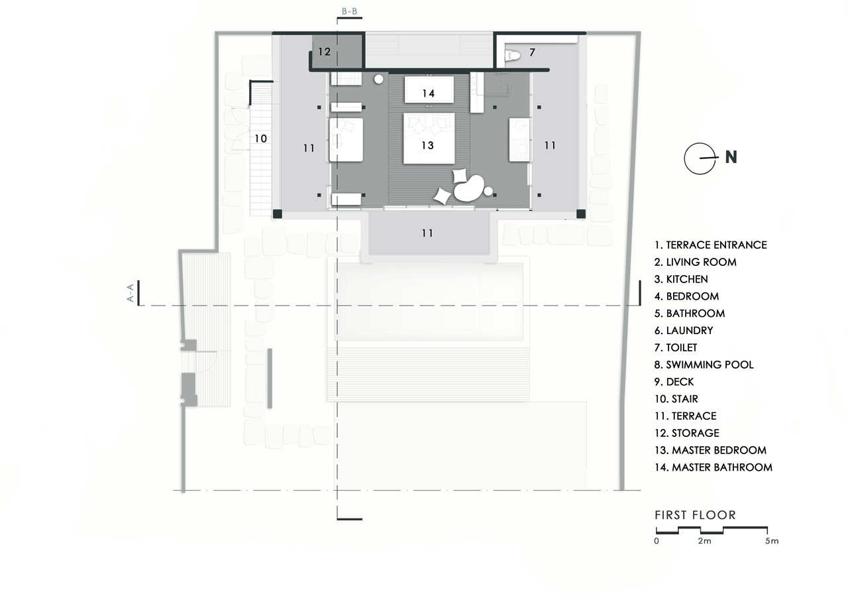 B-B
12
7
14
10
11
13
11
N
11
A-A
1. TERRACE ENTRANCE
2. LIVING ROOM
3. KITCHEN
4. BEDROOM
5. BATHROOM
6. LAUNDRY
7. TOILET
8. SWIMMING POOL
9. DECK
10. STAIR
11. TERRACE
12. STORAGE
13. MASTER BEDROOM
14. MASTER BATHROOM
FIRST FLOOR
0 2m 5m